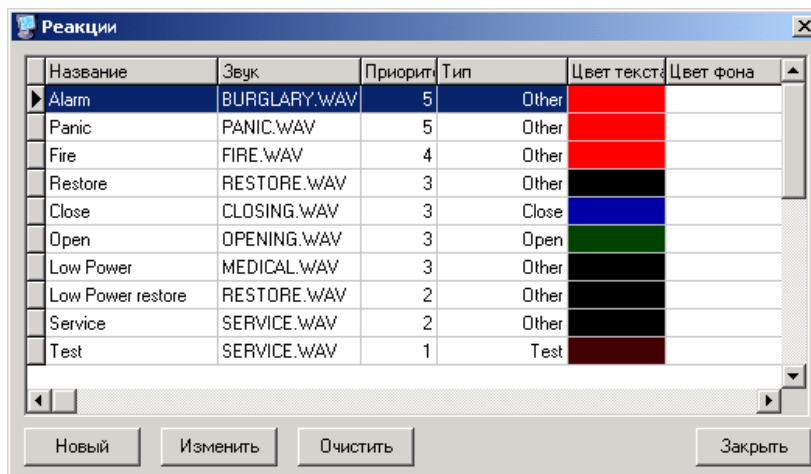 Реакции
Название Звук Приорит Тип Цвет текста Цвет фона
Alarm BURGLARY.WAV 5 Other
Panic PANIC.WAV 5 Other
Fire FIRE.WAV 4 Other
Restore RESTORE.WAV 3 Other
Close CLOSING.WAV 3 Close
Open OPENING.WAV 3 Open
Low Power MEDICAL.WAV 3 Other
Low Power restore RESTORE.WAV 2 Other
Service SERVICE.WAV 2 Other
Test SERVICE.WAV 1 Test
Новый Изменить Очистить Закрыть